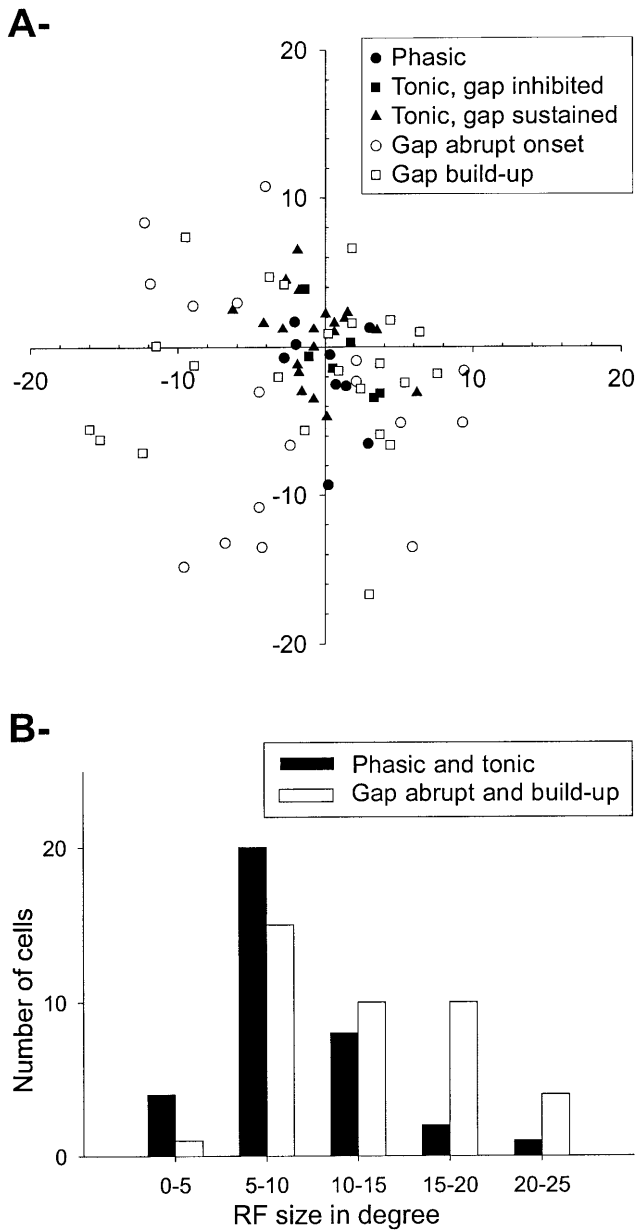 A-
20
Phasic
Tonic, gap inhibited
Tonic, gap sustained
Gap abrupt onset
Gap build-up
10
-20
-10
10
20
-10
-20
B-
Phasic and tonic
Gap abrupt and build-up
Number of cells
20
10
0
0-5
5-10
10-15
15-20
20-25
RF size in degree